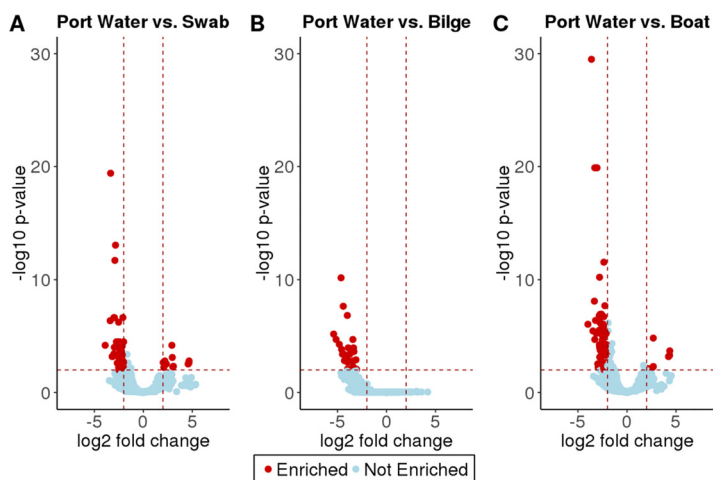 A Port Water vs. Swab
30
20
10
0
-log10 p-value
-5 0 5
log2 fold change
B Port Water vs. Bilge
30
20
10
0
-log10 p-value
-5 0 5
log2 fold change
C Port Water vs. Boat
30
20
10
0
-log10 p-value
-5 0 5
log2 fold change
Enriched Not Enriched